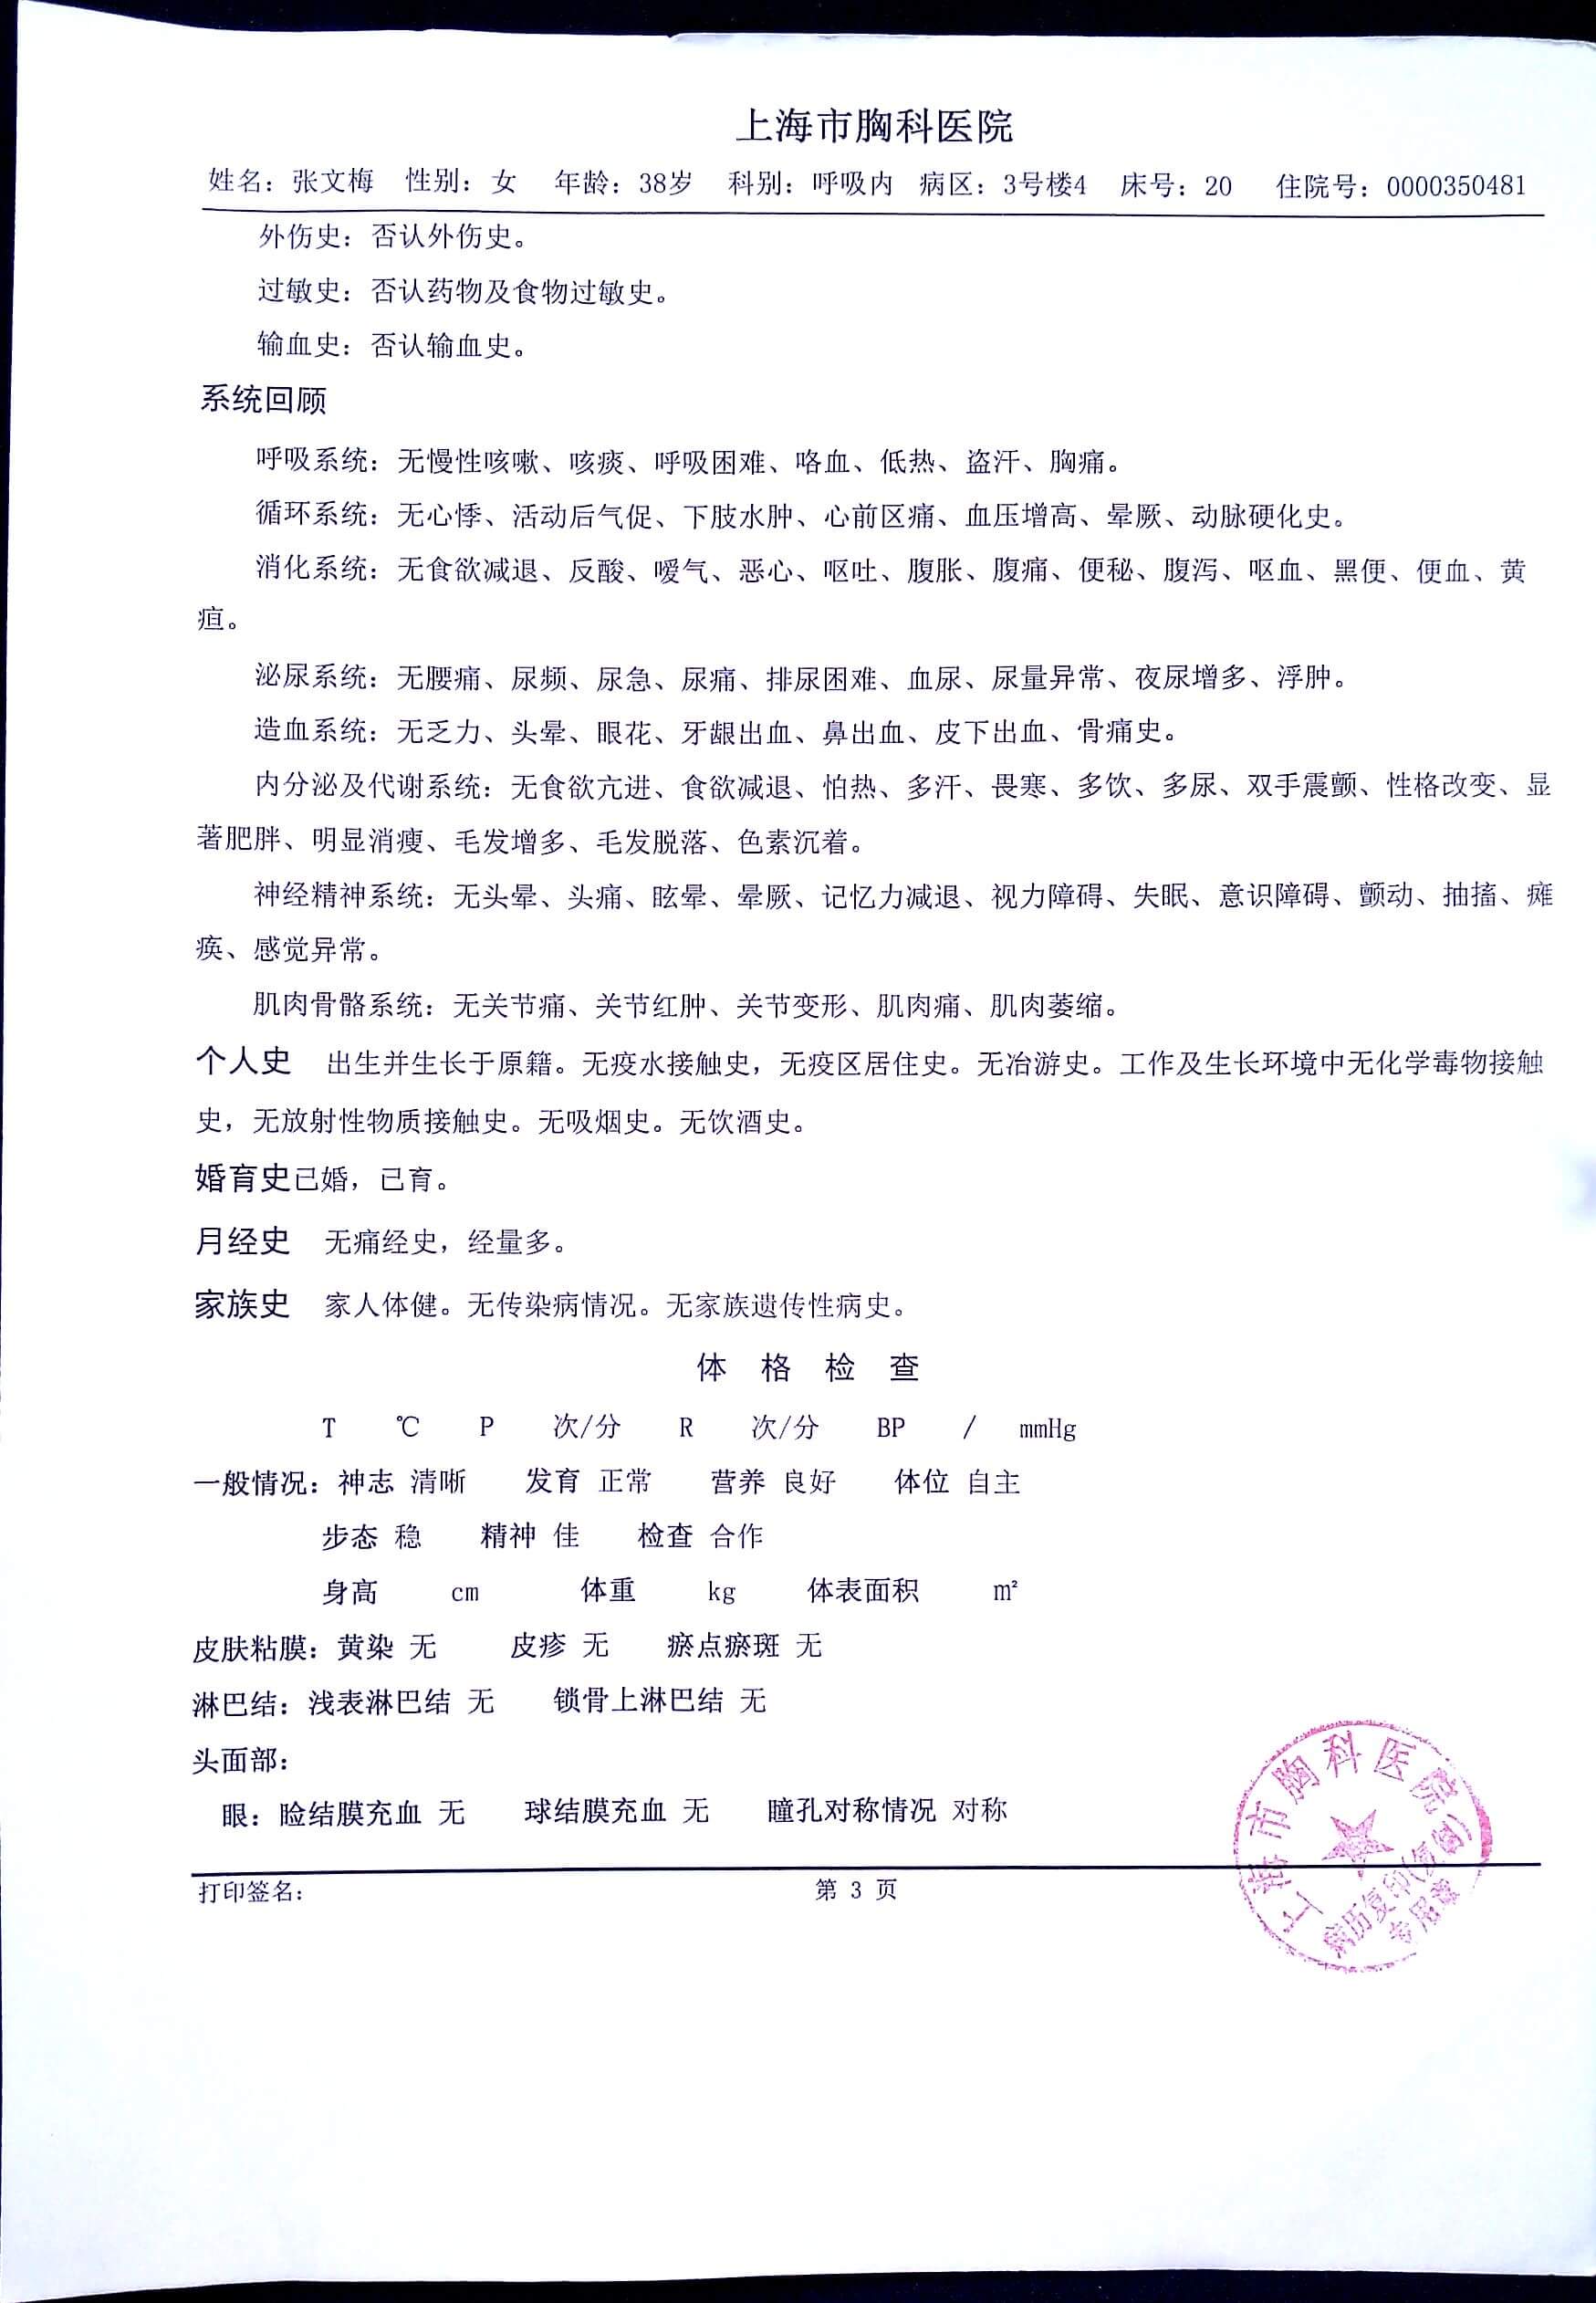 上海市胸科医院
姓名：张文梅 性别：女 年龄：38岁 科别：呼吸内 病区：3号楼4 床号：20 住院号：0000350481
外伤史：否认外伤史。
过敏史：否认药物及食物过敏史。
输血史：否认输血史。
系统回顾
呼吸系统：无慢性咳嗽、咳痰、呼吸困难、咯血、低热、盗汗、胸痛。
循环系统：无心悸、活动后气促、下肢水肿、心前区痛、血压增高、晕厥、动脉硬化史。
消化系统：无食欲减退、反酸、嗳气、恶心、呕吐、腹胀、腹痛、便秘、腹泻、呕血、黑便、便血、黄
疸。
泌尿系统：无腰痛、尿频、尿急、尿痛、排尿困难、血尿、尿量异常、夜尿增多、浮肿。
造血系统：无乏力、头晕、眼花、牙龈出血、鼻出血、皮下出血、骨痛史。
内分泌及代谢系统：无食欲亢进、食欲减退、怕热、多汗、畏寒、多饮、多尿、双手震颤、性格改变、显
著肥胖、明显消瘦、毛发增多、毛发脱落、色素沉着。
神经精神系统：无头晕、头痛、眩晕、晕厥、记忆力减退、视力障碍、失眠、意识障碍、颤动、抽搐、瘫
痪、感觉异常。
肌肉骨骼系统：无关节痛、关节红肿、关节变形、肌肉痛、肌肉萎缩。
个人史 出生并生长于原籍。无疫水接触史，无疫区居住史。无冶游史。工作及生长环境中无化学毒物接触
史，无放射性物质接触史。无吸烟史。无饮酒史。
婚育史已婚，已育。
月经史 无痛经史，经量多。
家族史 家人体健。无传染病情况。无家族遗传性病史。
体 格 检 查
T ℃ P 次/分 R 次/分 BP / mmHg
一般情况：神志 清晰 发育 正常 营养 良好 体位 自主
步态 稳 精神 佳 检查 合作
身高 cm 体重 kg 体表面积 m²
皮肤粘膜：黄染 无 皮疹 无 瘀点瘀斑 无
淋巴结：浅表淋巴结 无 锁骨上淋巴结 无
头面部：
眼：睑结膜充血 无 球结膜充血 无 瞳孔对称情况 对称
打印签名： 第 3 页
上海市胸科医院
病历复印(复阅)
专用章